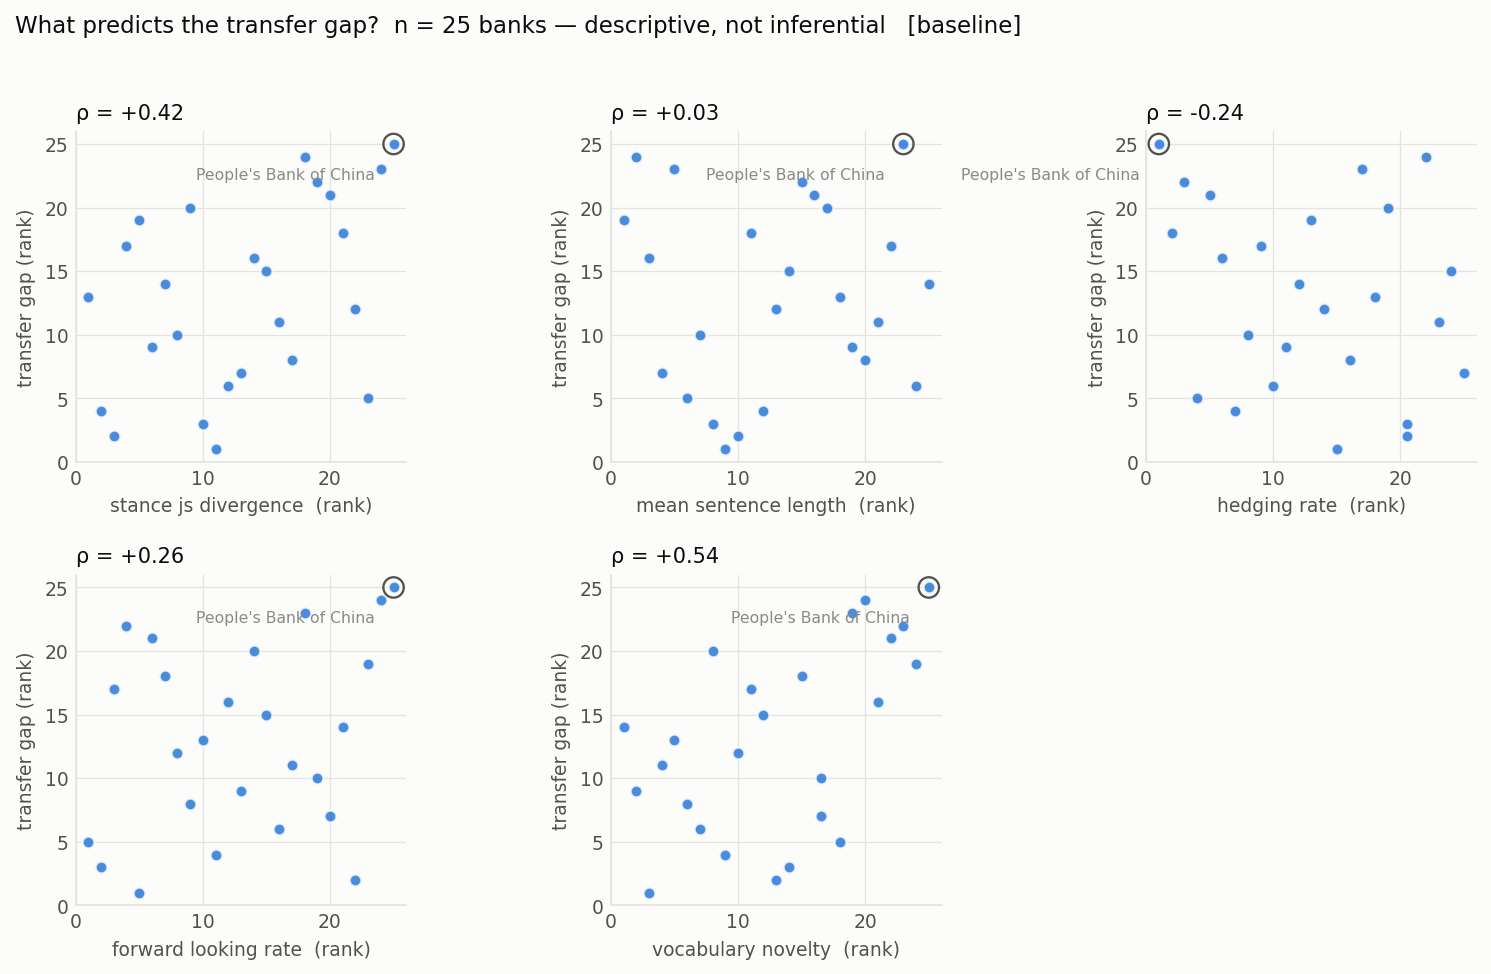 What predicts the transfer gap?  n = 25 banks — descriptive, not inferential   [baseline]
ρ = +0.42
25
20
15
10
5
0
0 10 20
transfer gap (rank)
stance js divergence  (rank)
People's Bank of China
ρ = +0.03
25
20
15
10
5
0
0 10 20
transfer gap (rank)
mean sentence length  (rank)
People's Bank of China
ρ = -0.24
25
20
15
10
5
0
0 10 20
transfer gap (rank)
hedging rate  (rank)
People's Bank of China
ρ = +0.26
25
20
15
10
5
0
0 10 20
transfer gap (rank)
forward looking rate  (rank)
People's Bank of China
ρ = +0.54
25
20
15
10
5
0
0 10 20
transfer gap (rank)
vocabulary novelty  (rank)
People's Bank of China